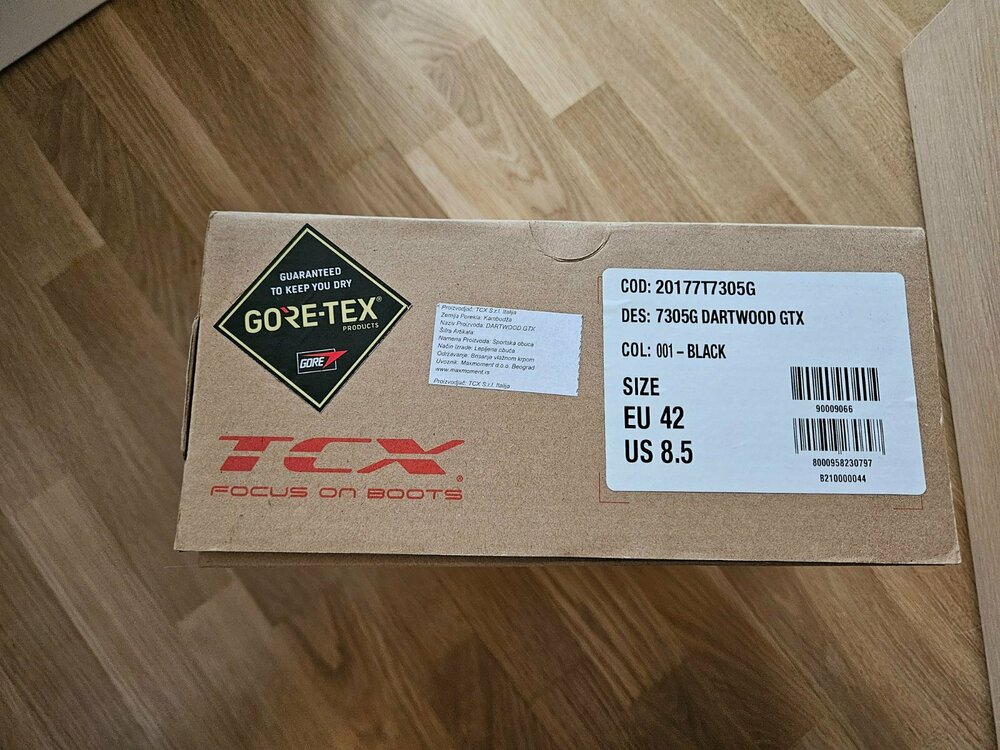 GUARANTEED
TO KEEP YOU DRY
GORE-TEX®
PRODUCTS
GORE
TCX®
FOCUS ON BOOTS
Proizvodjač: TCX S.r.l. Italija
Zemlja Porekla: Kambodža
Naziv Proizvoda: DARTWOOD GTX
Šifra Artikala:
Namena Proizvoda: Sportska obuca
Način Izrade: Lepljena obuća
Održavanje: Brisanje vlažnom krpom
Uvoznik: Maxmoment d.o.o. Beograd
www.maxmoment.rs
Proizvodjač: TCX S.r.l. Italija
COD: 20177T7305G
DES: 7305G DARTWOOD GTX
COL: 001 – BLACK
SIZE
EU 42
US 8.5
90009066
8000958230797
B210000044